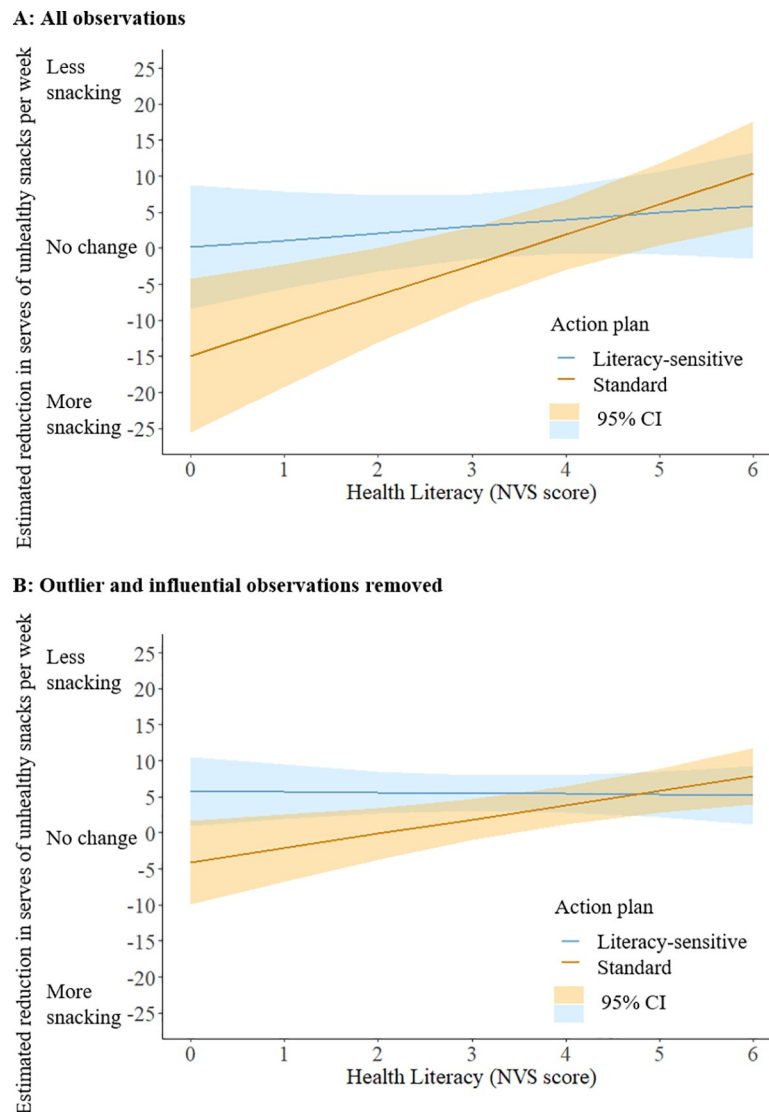 A: All observations
Estimated reduction in serves of unhealthy snacks per week
Less
snacking
No change
More
snacking
25
20
15
10
5
0
-5
-10
-15
-20
-25
Action plan
Literacy-sensitive
Standard
95% CI
0 1 2 3 4 5 6
Health Literacy (NVS score)
B: Outlier and influential observations removed
Estimated reduction in serves of unhealthy snacks per week
Less
snacking
No change
More
snacking
25
20
15
10
5
0
-5
-10
-15
-20
-25
Action plan
Literacy-sensitive
Standard
95% CI
0 1 2 3 4 5 6
Health Literacy (NVS score)